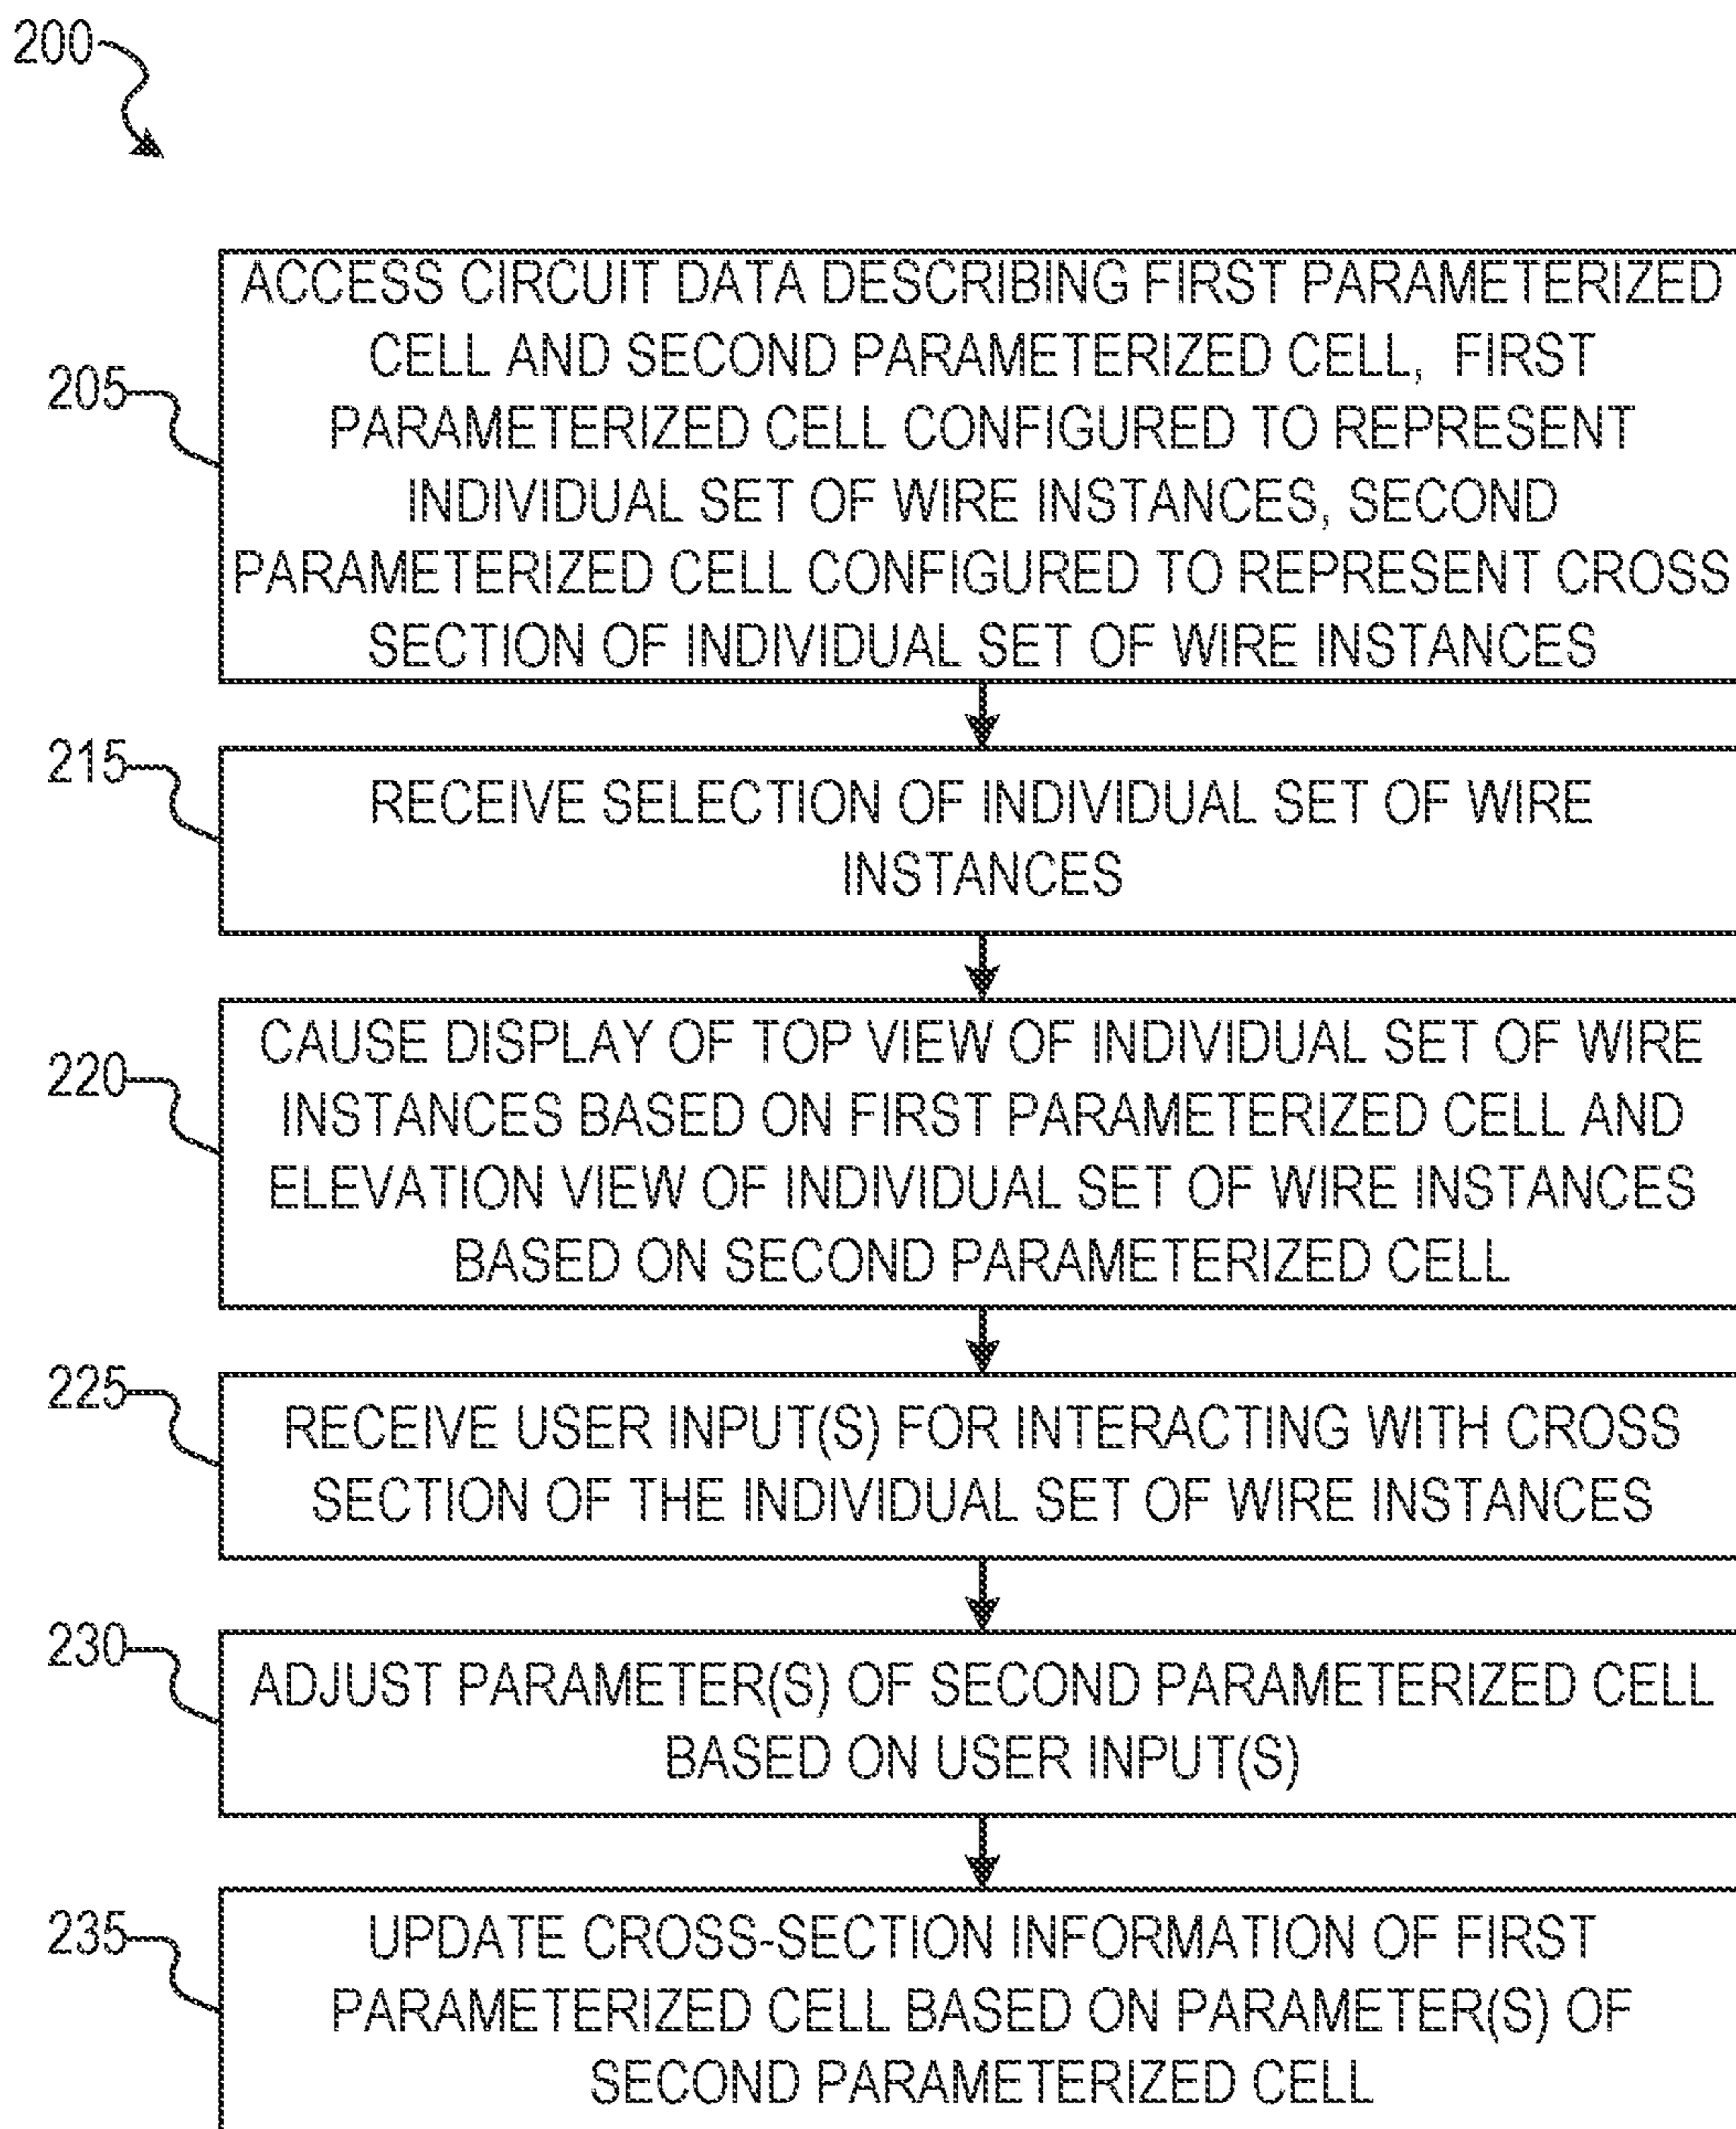 200
ACCESS CIRCUIT DATA DESCRIBING FIRST PARAMETERIZED
CELL AND SECOND PARAMETERIZED CELL, FIRST
205
PARAMETERIZED CELL CONFIGURED TO REPRESENT
INDIVIDUAL SET OF WIRE INSTANCES, SECOND
PARAMETERIZED CELL CONFIGURED TO REPRESENT CROSS
SECTION OF INDIVIDUAL SET OF WIRE INSTANCES
215
RECEIVE SELECTION OF INDIVIDUAL SET OF WIRE
INSTANCES
220
CAUSE DISPLAY OF TOP VIEW OF INDIVIDUAL SET OF WIRE
INSTANCES BASED ON FIRST PARAMETERIZED CELL AND
ELEVATION VIEW OF INDIVIDUAL SET OF WIRE INSTANCES
BASED ON SECOND PARAMETERIZED CELL
225
RECEIVE USER INPUT(S) FOR INTERACTING WITH CROSS
SECTION OF THE INDIVIDUAL SET OF WIRE INSTANCES
230
ADJUST PARAMETER(S) OF SECOND PARAMETERIZED CELL
BASED ON USER INPUT(S)
235
UPDATE CROSS-SECTION INFORMATION OF FIRST
PARAMETERIZED CELL BASED ON PARAMETER(S) OF
SECOND PARAMETERIZED CELL